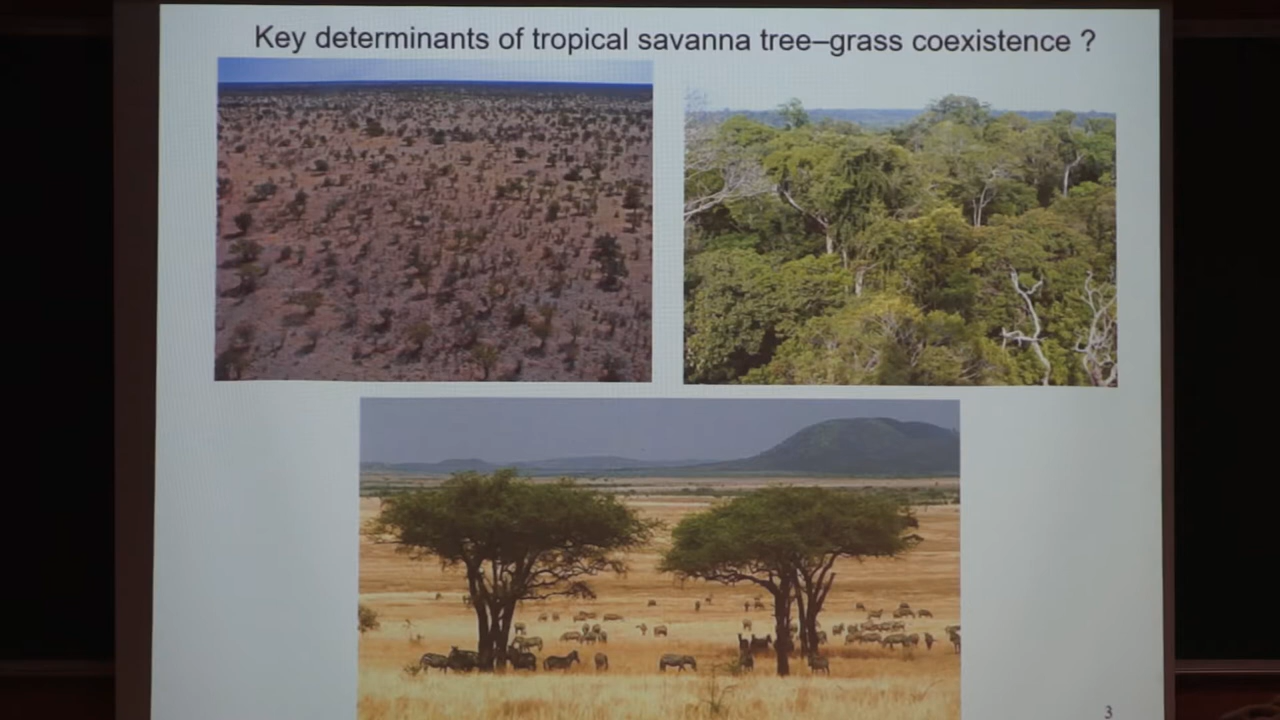 Key determinants of tropical savanna tree–grass coexistence ?
3